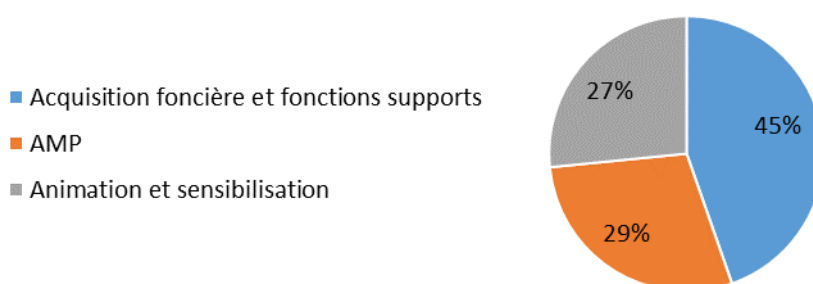 Acquisition foncière et fonctions supports
AMP
Animation et sensibilisation
27%
45%
29%